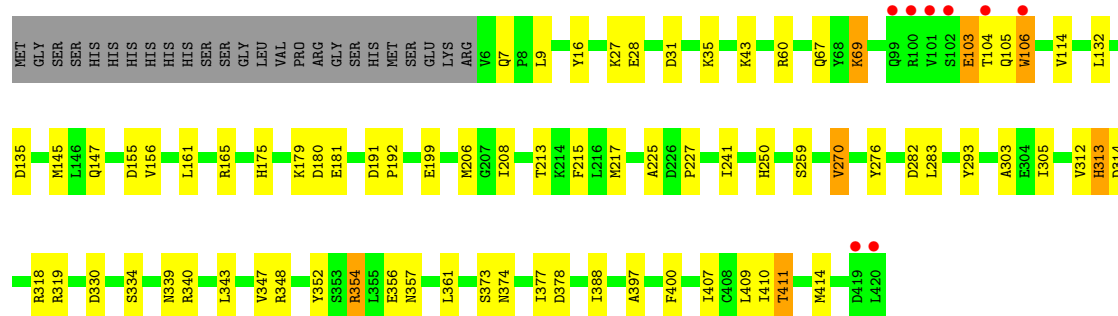 MET GLY SER SER HIS HIS HIS HIS HIS HIS SER SER GLY LEU VAL PRO ARG GLY SER HIS MET SER GLU LYS ARG V6 Q7 P8 L9 Y16 K27 E28 D31 K35 K43 R60 Q67 Y68 K69 Q99 R100 V101 S102 E103 T104 Q105 W106 V114 L132
D135 M145 L146 Q147 D155 V156 L161 R165 H175 K179 D180 E181 D191 P192 E199 M206 G207 I208 T213 K214 F215 L216 M217 A225 D226 P227 I241 H250 S259 V270 Y276 D282 L283 Y293 A303 E304 I305 V312 H313 D314
R318 R319 D330 S334 N339 R340 L343 V347 R348 Y352 S353 R354 L355 E356 N357 L361 S373 N374 I377 D378 I388 A397 F400 I407 C408 L409 I410 T411 M414 D419 L420